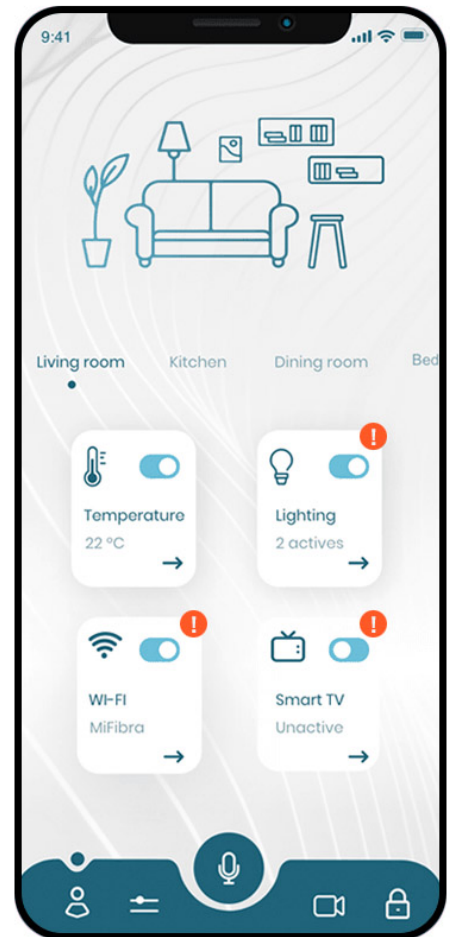 9:41
Living room
Kitchen
Dining room
Bed
!
Temperature
22 °C
Lighting
2 actives
!
!
WI-FI
MiFibra
Smart TV
Unactive